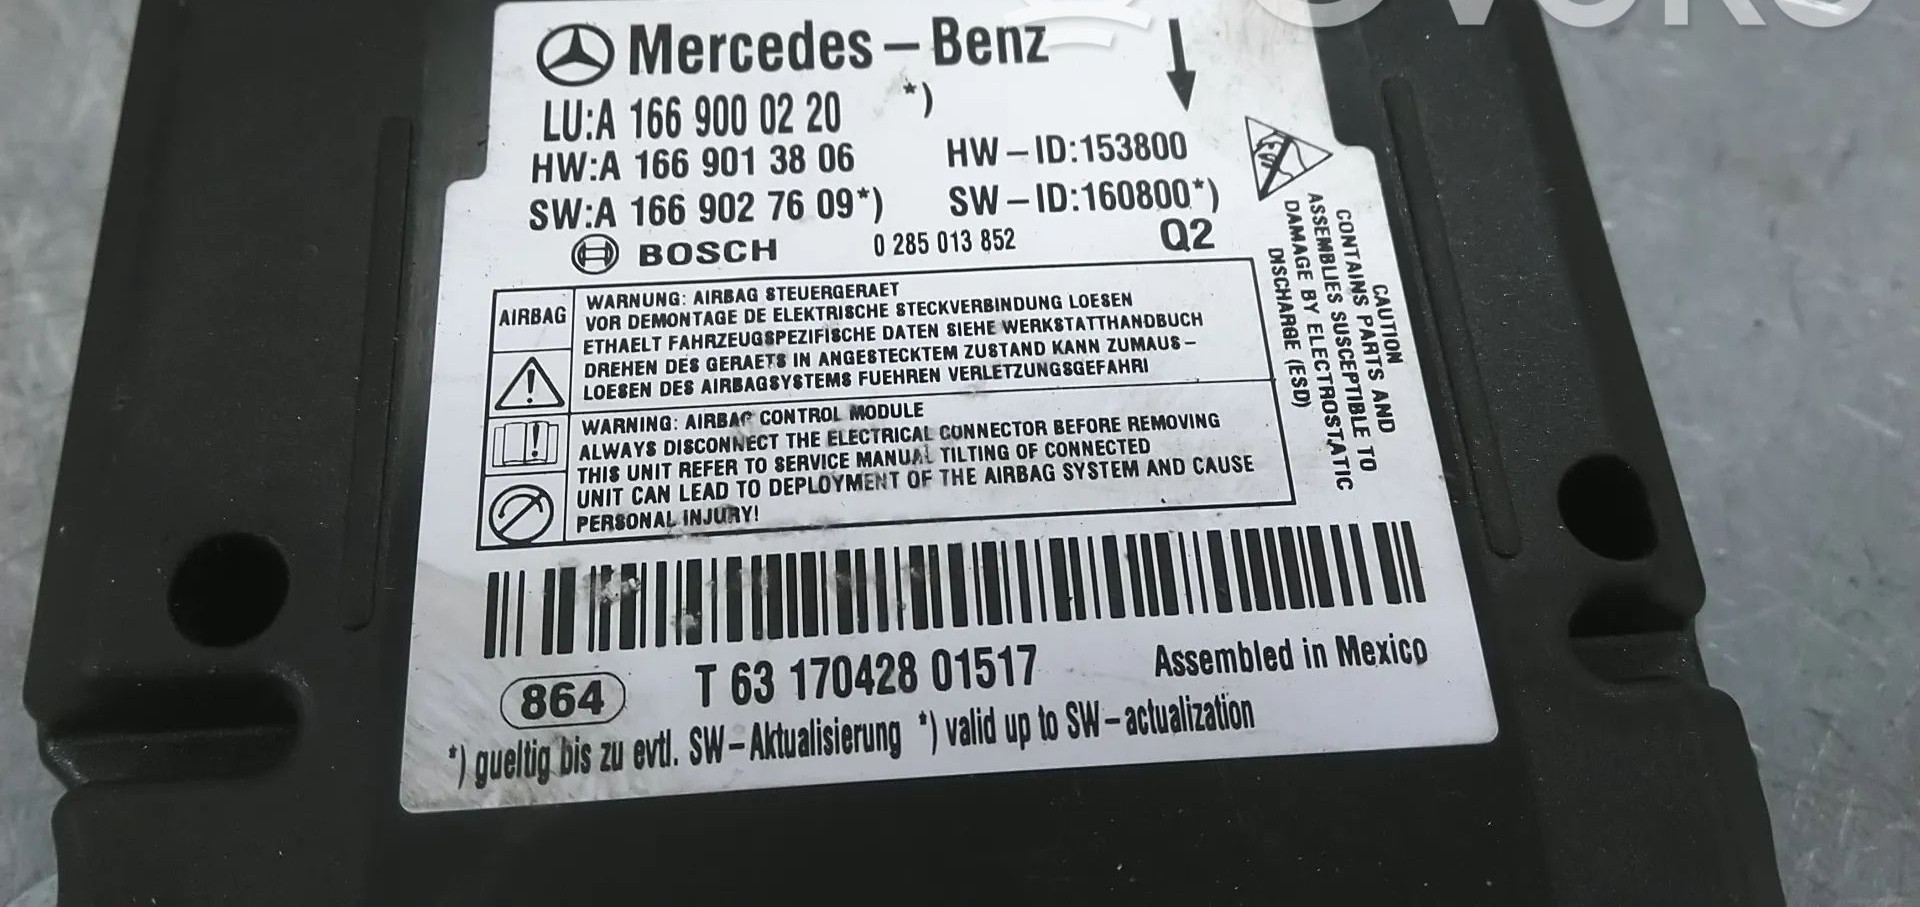 Mercedes-Benz
LU:A 166 900 02 20 *)
HW:A 166 901 38 06 HW-ID:153800
SW:A 166 902 76 09*) SW-ID:160800*)
BOSCH 0 285 013 852 Q2
AIRBAG
WARNUNG: AIRBAG STEUERGERAET
VOR DEMONTAGE DE ELEKTRISCHE STECKVERBINDUNG LOESEN
ETHAELT FAHRZEUGSPEZIFISCHE DATEN SIEHE WERKSTATTHANDBUCH
DREHEN DES GERAETS IN ANGESTECKTEM ZUSTAND KANN ZUMAUS-
LOESEN DES AIRBAGSYSTEMS FUEHREN VERLETZUNGSGEFAHR!
WARNING: AIRBAG CONTROL MODULE
ALWAYS DISCONNECT THE ELECTRICAL CONNECTOR BEFORE REMOVING
THIS UNIT REFER TO SERVICE MANUAL TILTING OF CONNECTED
UNIT CAN LEAD TO DEPLOYMENT OF THE AIRBAG SYSTEM AND CAUSE
PERSONAL INJURY!
CAUTION
CONTAINS PARTS AND
ASSEMBLIES SUSCEPTIBLE TO
DAMAGE BY ELECTROSTATIC
DISCHARGE (ESD)
864 T 63 170428 01517 Assembled in Mexico
*) gueltig bis zu evtl. SW-Aktualisierung *) valid up to SW-actualization